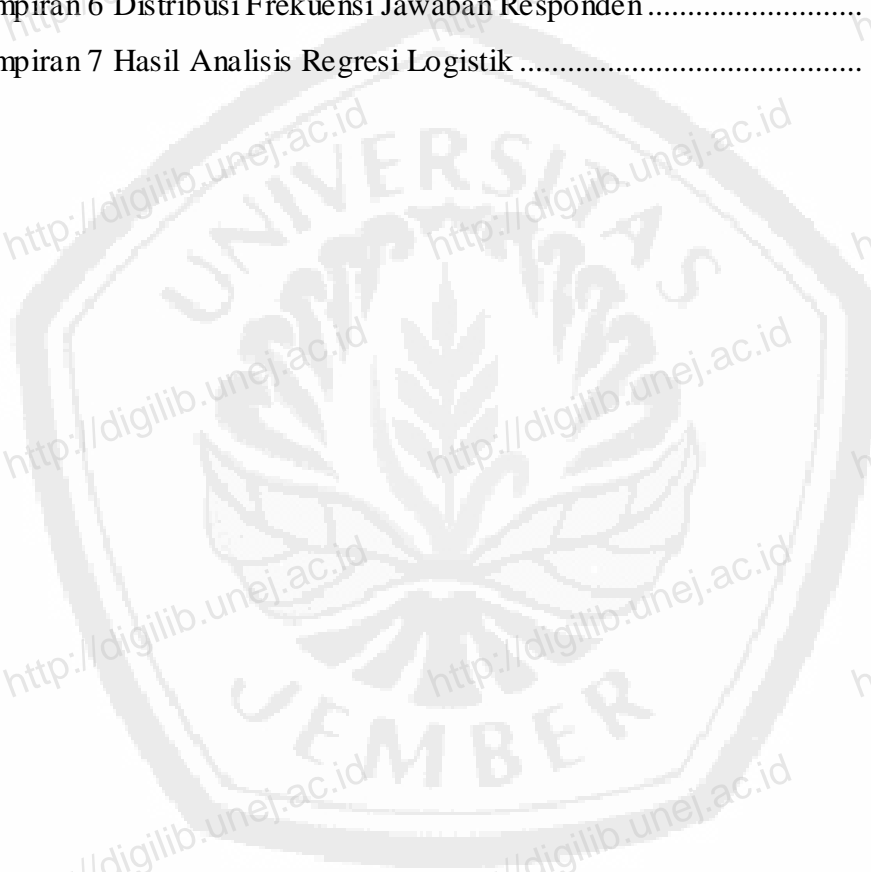 mpiran 6 Distribusi Frekuensi Jawaban Responden ...........................
mpiran 7 Hasil Analisis Regresi Logistik ...........................................
http://digilib.unej.ac.id
http://digilib.unej.ac.id
UNIVERSITAS
http://digilib.unej.ac.id
http://digilib.unej.ac.id
http://digilib.unej.ac.id
http://digilib.unej.ac.id
JEMBER
//digilib.unej.ac.id
//digilib.unej.ac.id